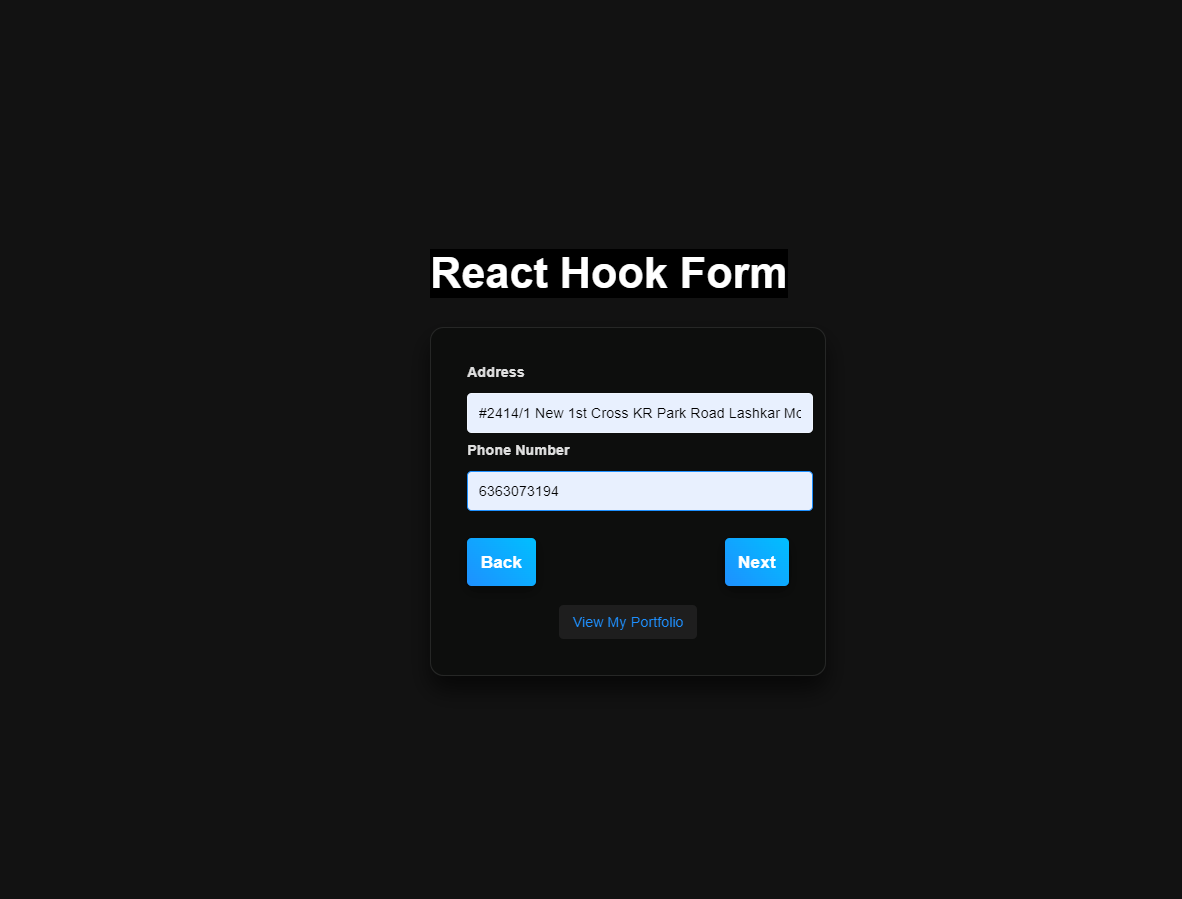 React Hook Form
Address
#2414/1 New 1st Cross KR Park Road Lashkar
Phone Number
6363073194
Back
Next
View My Portfolio